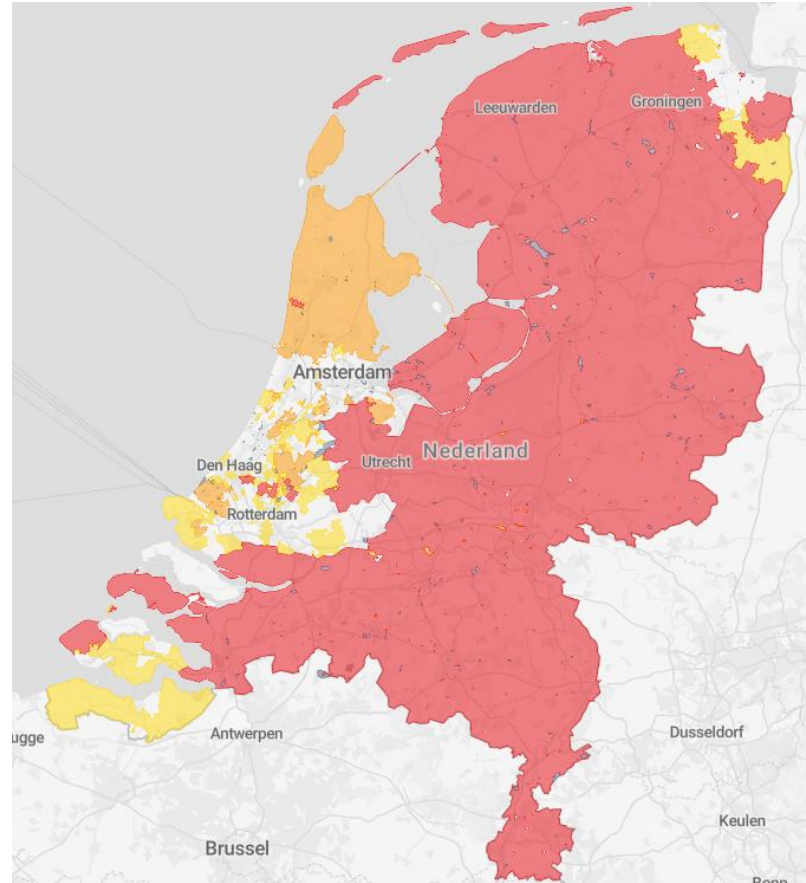 Leeuwarden
Groningen
Amsterdam
Den Haag
Utrecht
Nederland
Rotterdam
ugge
Antwerpen
Dusseldorf
Keulen
Brussel